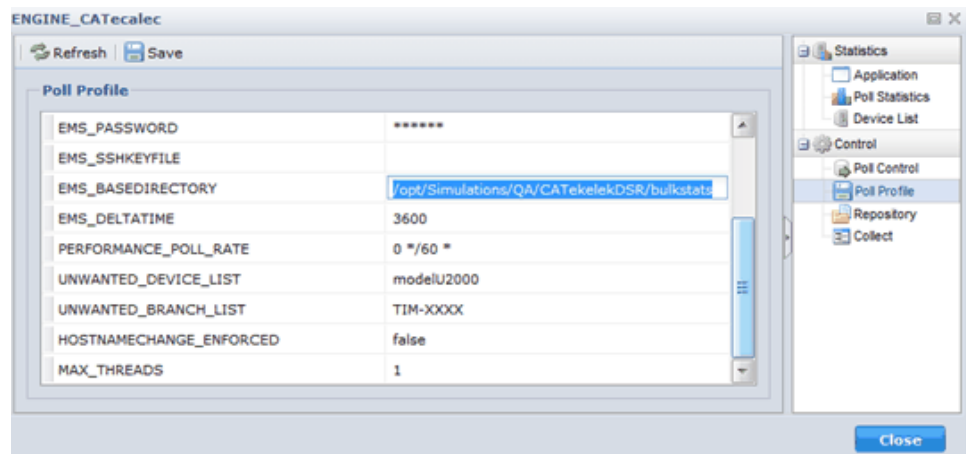 ENGINE_CATecalec
Refresh Save
Poll Profile
EMS_PASSWORD ******
EMS_SSHKEYFILE
EMS_BASEDIRECTORY /opt/Simulations/QA/CATekelekDSR/bulkstats
EMS_DELTATIME 3600
PERFORMANCE_POLL_RATE 0 */60 *
UNWANTED_DEVICE_LIST modelU2000
UNWANTED_BRANCH_LIST TIM-XXXX
HOSTNAMECHANGE_ENFORCED false
MAX_THREADS 1
Statistics
Application
Poll Statistics
Device List
Control
Poll Control
Poll Profile
Repository
Collect
Close